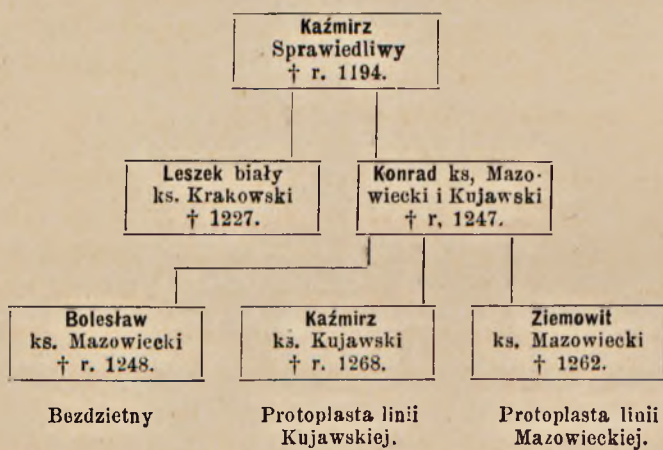 Kaźmirz
Sprawiedliwy
† r. 1194.
Leszek biały
ks. Krakowski
† 1227.
Konrad ks, Mazo-
wiecki i Kujawski
† r, 1247.
Bolesław
ks. Mazowiecki
† r. 1248.
Kaźmirz
ks. Kujawski
† r. 1268.
Ziemowit
ks. Mazowiecki
† 1262.
Bezdzietny
Protoplasta linii
Kujawskiej.
Protoplasta linii
Mazowieckiej.